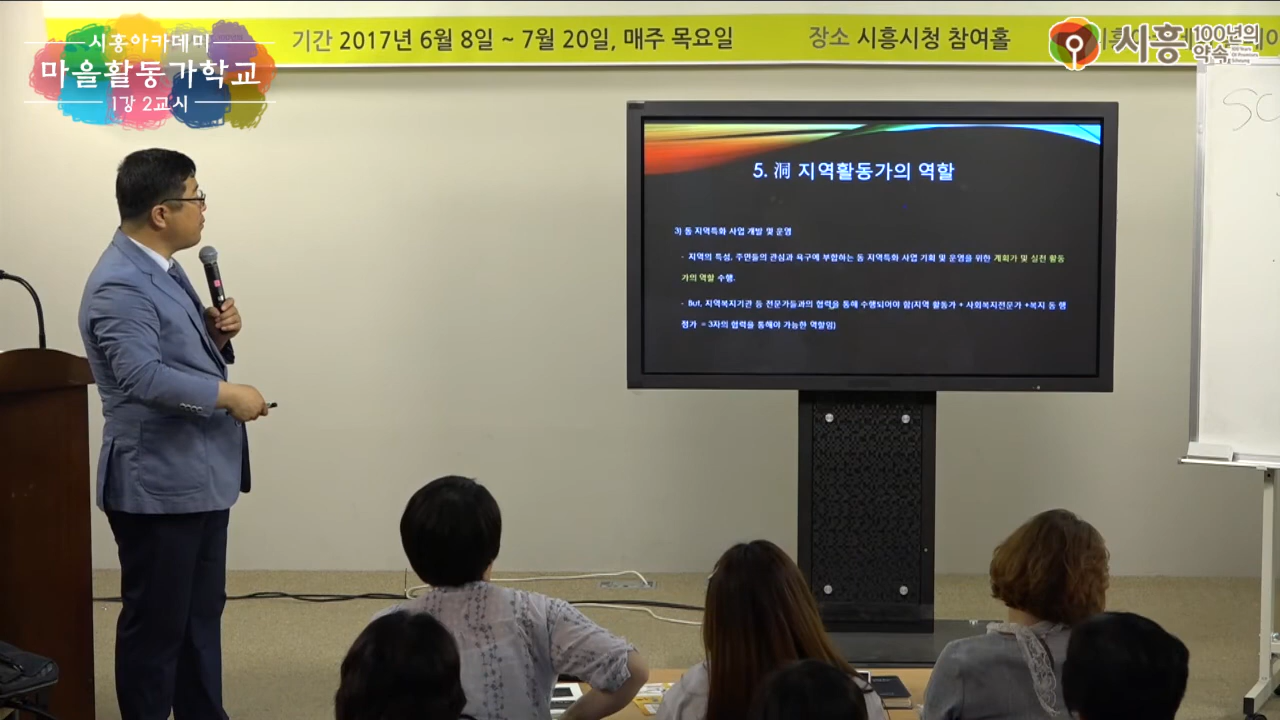 기간 2017년 6월 8일 ~ 7월 20일, 매주 목요일
장소 시흥시청 참여홀
시흥아카데미
마을활동가학교
1강 2교시
시흥 100년의 약속
5. 洞 지역활동가의 역할
3) 동 지역특화 사업 개발 및 운영
- 지역의 특성, 주민들의 관심과 욕구에 부합하는 동 지역특화 사업 기획 및 운영을 위한 계획가 및 실천 활동
가의 역할 수행.
- But, 지역복지기관 등 전문가들과의 협력을 통해 수행되어야 함(지역 활동가 + 사회복지전문가 +복지 동 행
정가 = 3자의 협력을 통해야 가능한 역할임)